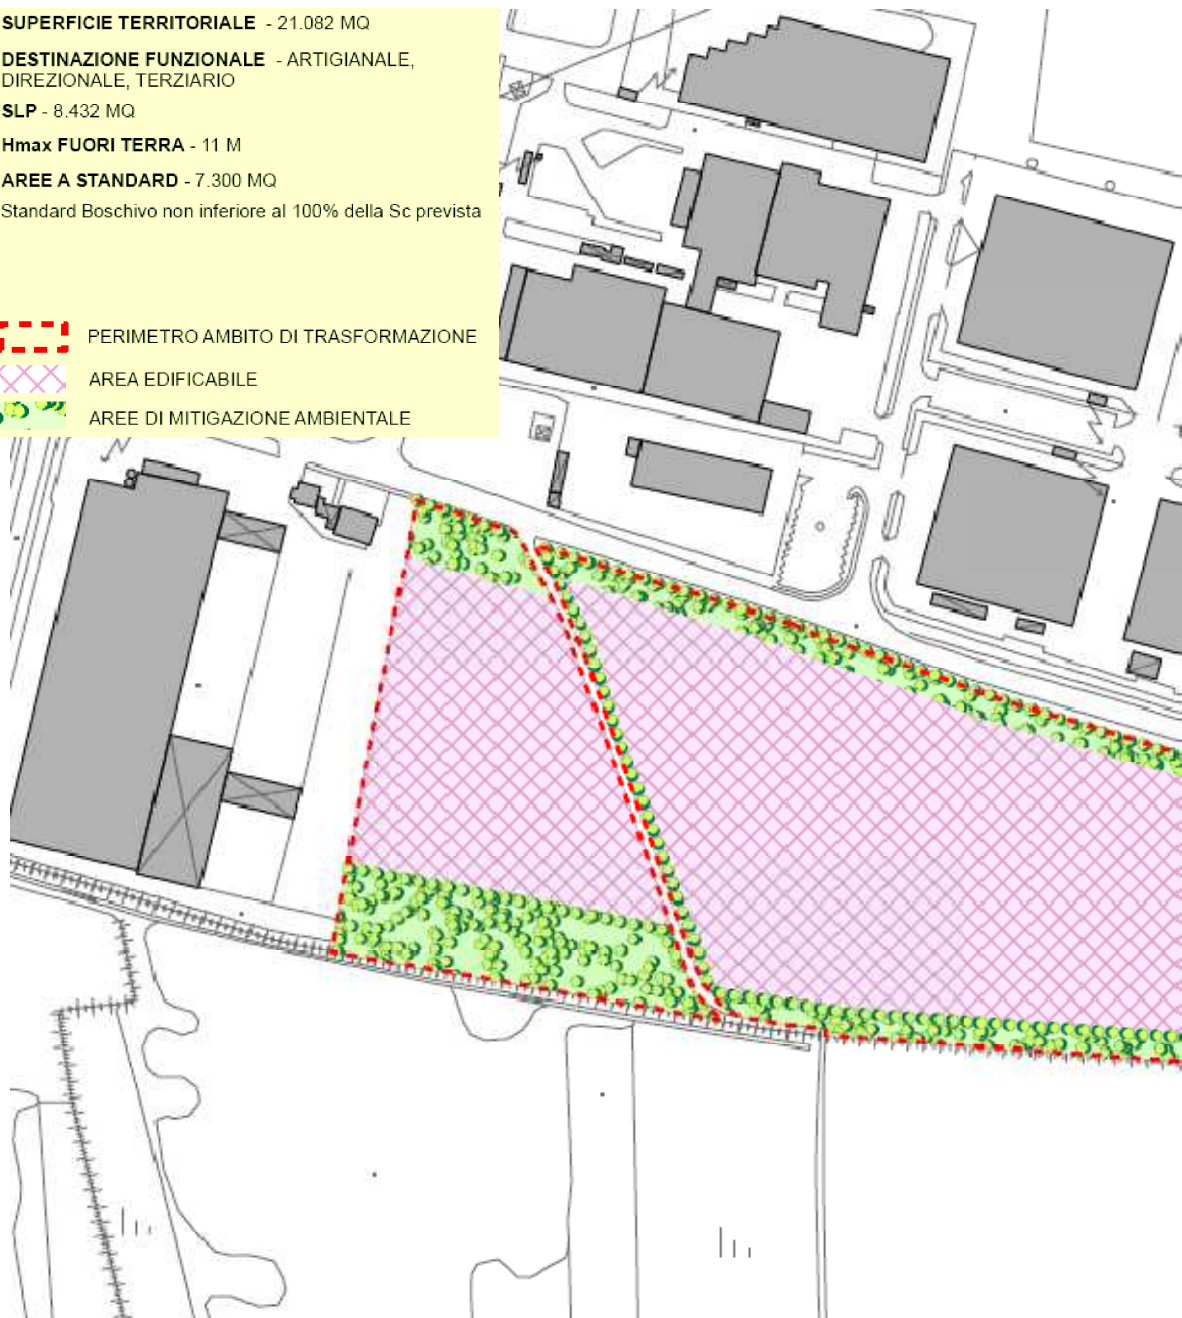 SUPERFICIE TERRITORIALE - 21.082 MQ
DESTINAZIONE FUNZIONALE - ARTIGIANALE,
DIREZIONALE, TERZIARIO
SLP - 8.432 MQ
Hmax FUORI TERRA - 11 M
AREE A STANDARD - 7.300 MQ
Standard Boschivo non inferiore al 100% della Sc prevista
PERIMETRO AMBITO DI TRASFORMAZIONE
AREA EDIFICABILE
AREE DI MITIGAZIONE AMBIENTALE